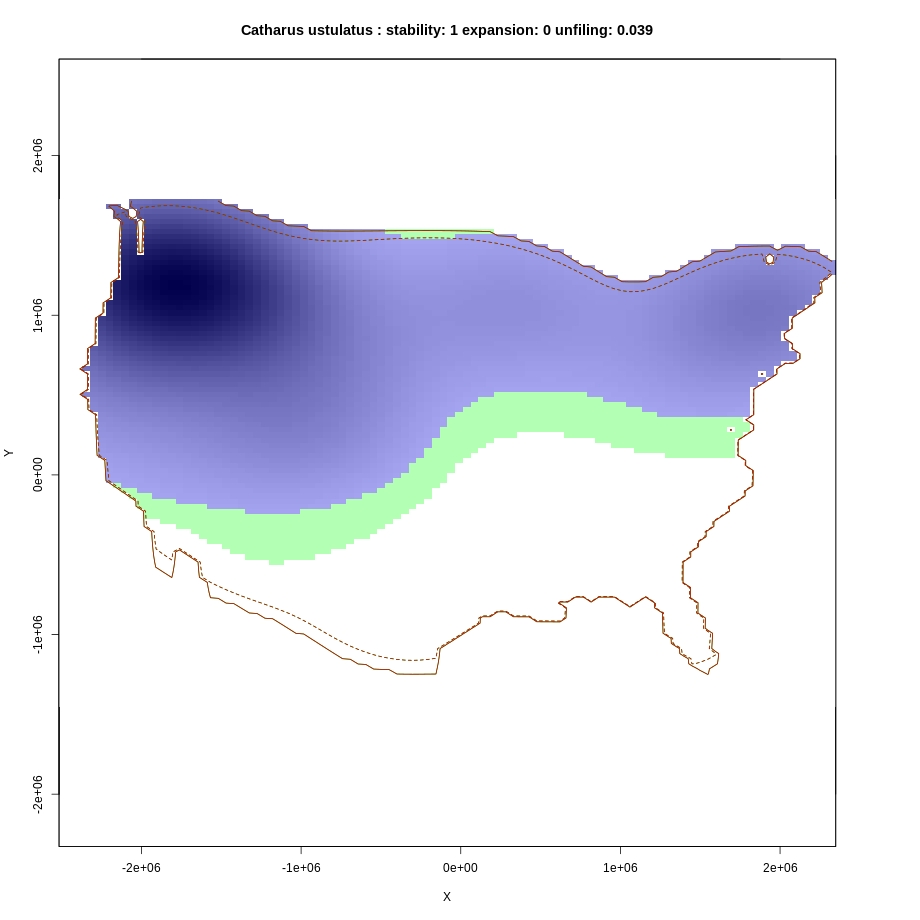 Catharus ustulatus : stability: 1 expansion: 0 unfiling: 0.039
2e+06
1e+06
0e+00
-1e+06
-2e+06
Y
-2e+06 -1e+06 0e+00 1e+06 2e+06
X